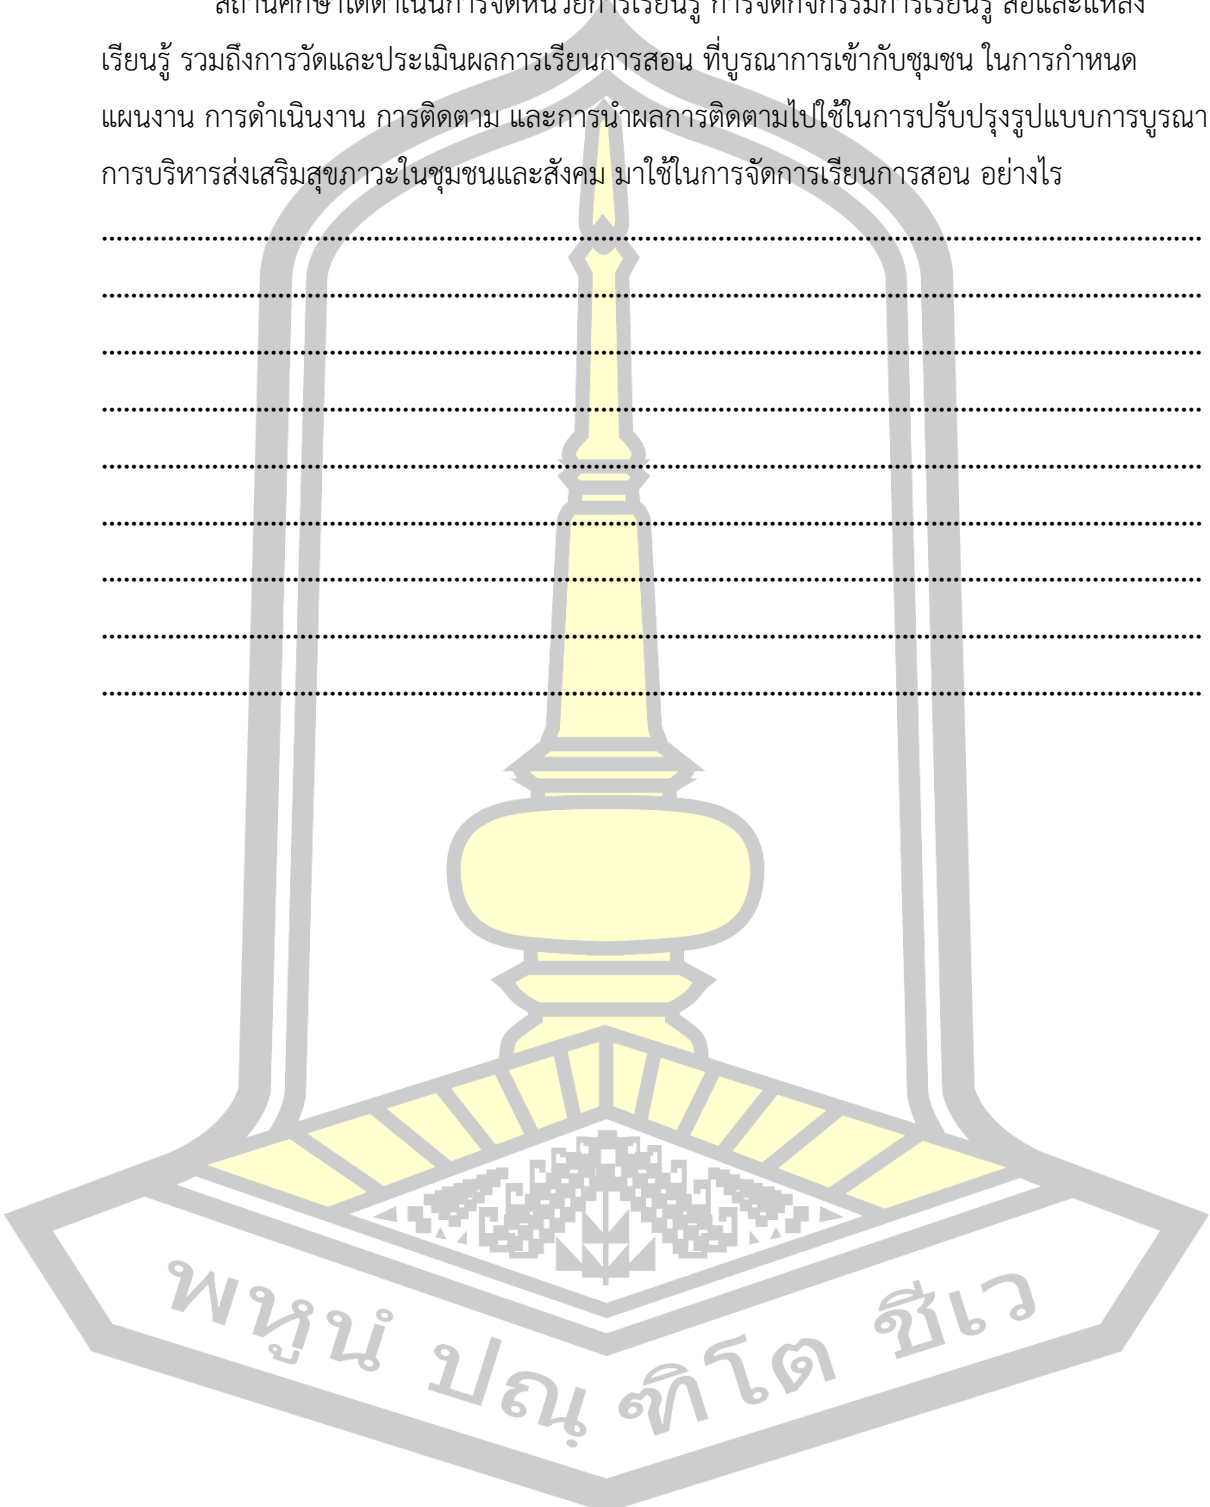 สถานศึกษาได้ดำเนินการจัดหน่วยการเรียนรู้ การจัดกิจกรรมการเรียนรู้ สื่อและแหล่ง
เรียนรู้ รวมถึงการวัดและประเมินผลการเรียนการสอน ที่บูรณาการเข้ากับชุมชน ในการกำหนด
แผนงาน การดำเนินงาน การติดตาม และการนำผลการติดตามไปใช้ในการปรับปรุงรูปแบบการบูรณา
การบริหารส่งเสริมสุขภาวะในชุมชนและสังคม มาใช้ในการจัดการเรียนการสอน อย่างไร
พหูนํ ปณฺฑิโต ชีเว